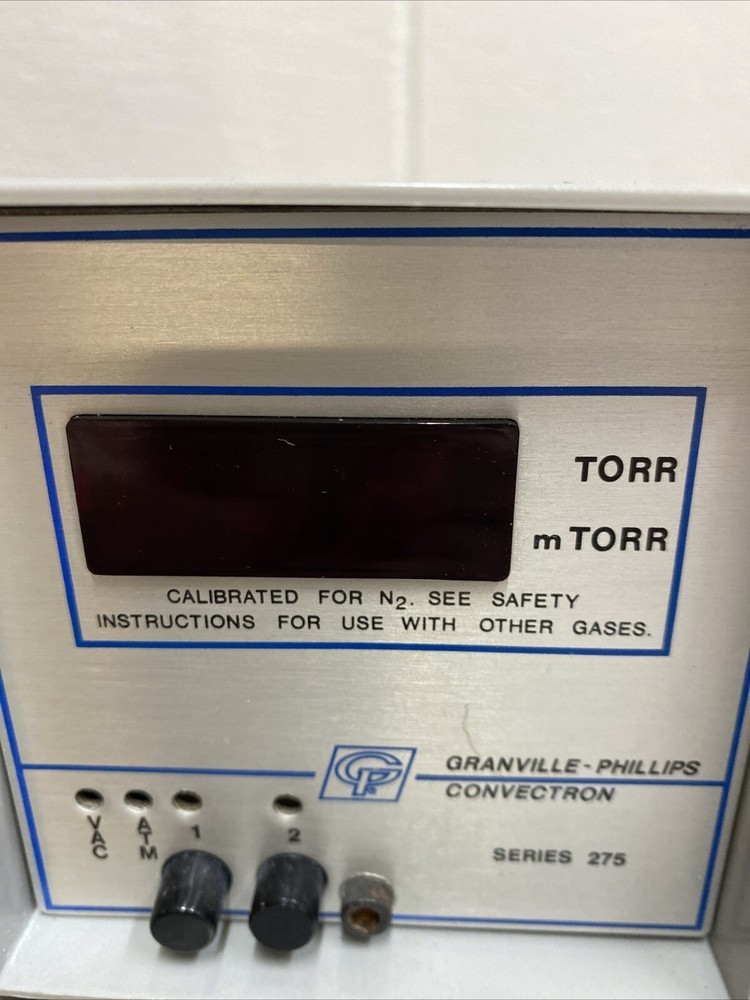 TORR
m TORR
CALIBRATED FOR N₂. SEE SAFETY
INSTRUCTIONS FOR USE WITH OTHER GASES.
GP
GRANVILLE-PHILLIPS
CONVECTRON
VAC
ATM
1
2
SERIES 275